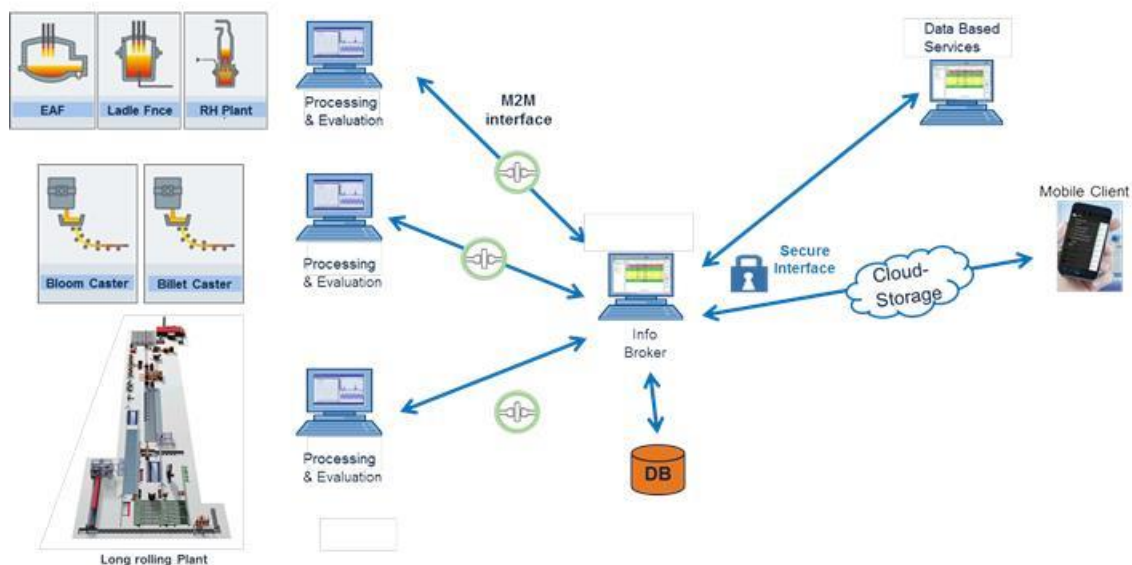 EAF
Ladle Fnce
RH Plant
Processing
& Evaluation
M2M
interface
Data Based
Services
Bloom Caster
Billet Caster
Processing
& Evaluation
Mobile Client
Secure
Interface
Cloud-
Storage
Info
Broker
Processing
& Evaluation
DB
Long rolling Plant